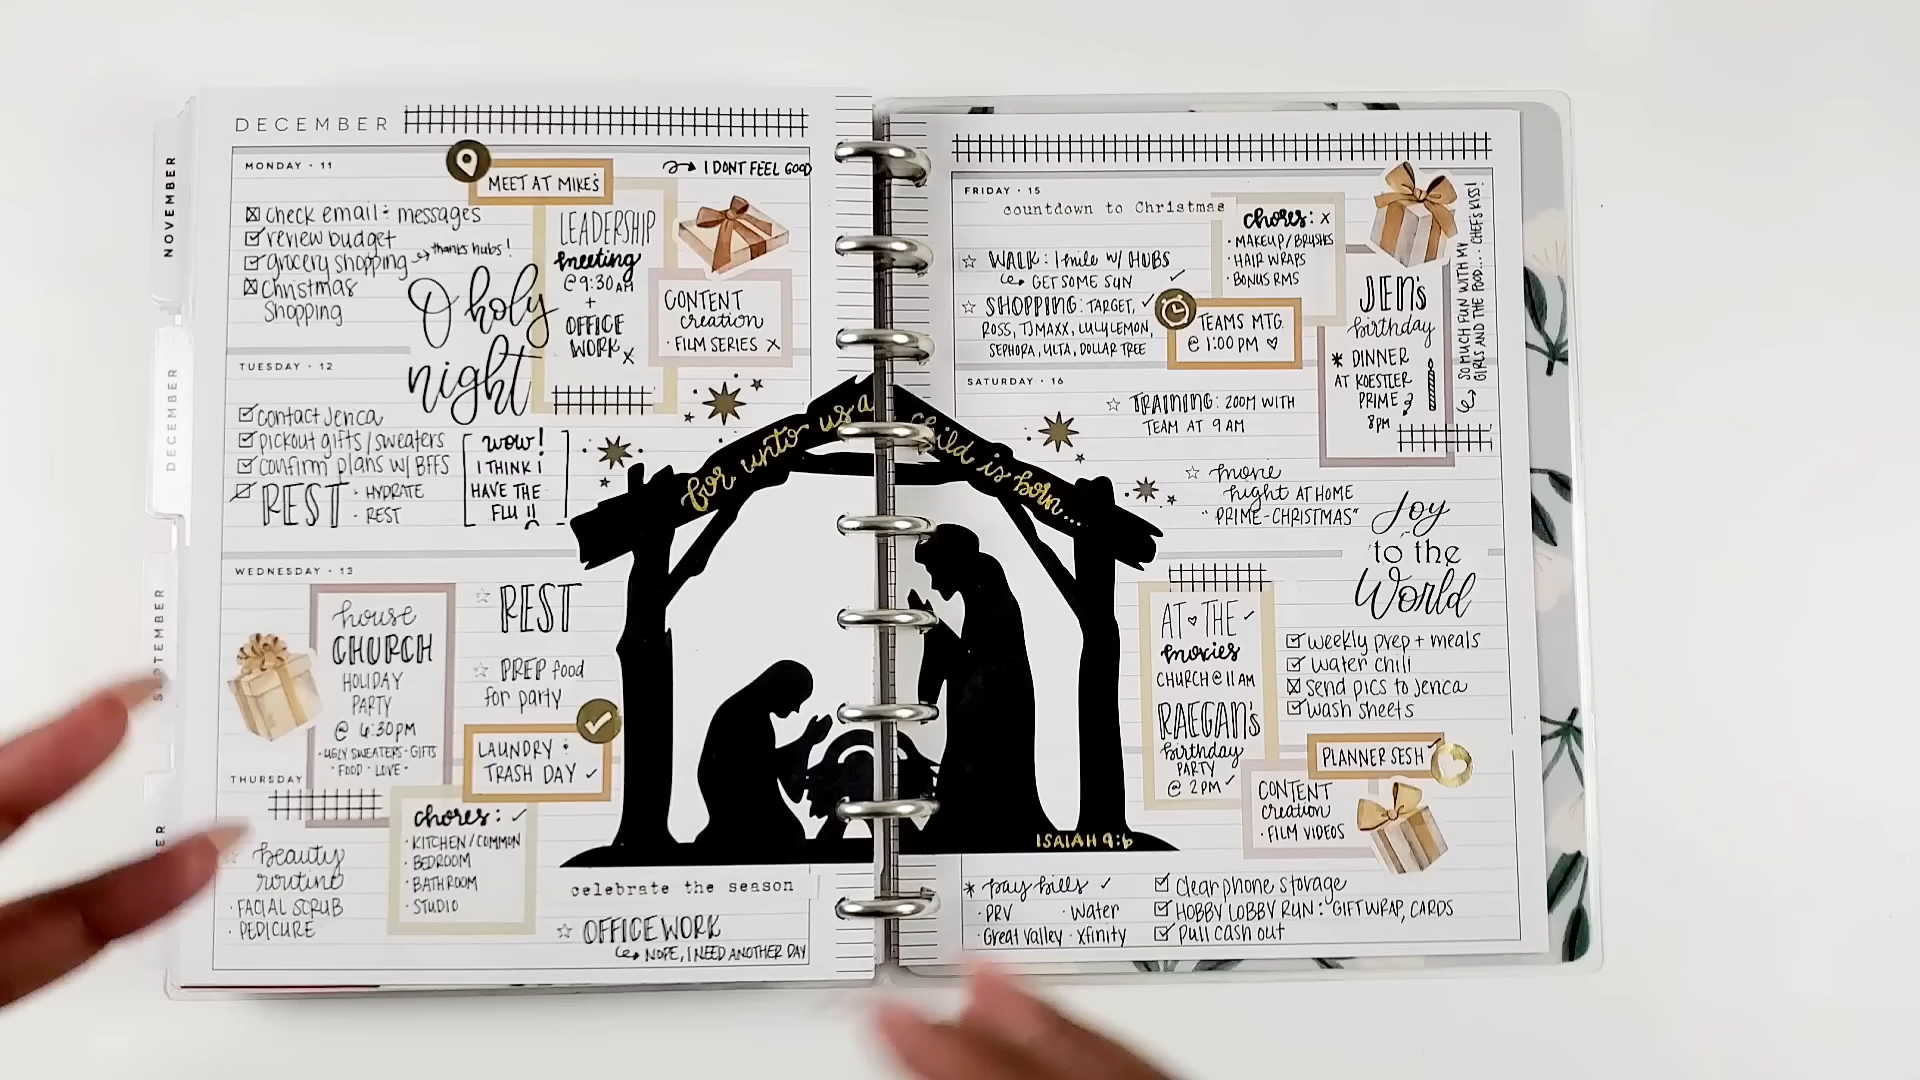 DECEMBER
NOVEMBER
DECEMBER
SEPTEMBER
MONDAY · 11
I DONT FEEL GOOD
MEET AT MIKE'S
check email + messages
review budget
grocery shopping
thanks hubs!
Christmas
Shopping
O holy
night
LEADERSHIP
meeting
@ 9:30 AM
+
OFFICE
WORK X
CONTENT
creation
· FILM SERIES X
TUESDAY · 12
contact Jenca
pickout gifts/sweaters
confirm plans w/ BFFS
REST · HYDRATE
· REST
wow!
I THINK I
HAVE THE
FLU !!
WEDNESDAY · 13
house
CHURCH
HOLIDAY
PARTY
@ 6:30PM
· UGLY SWEATERS · GIFTS
· FOOD · LOVE ·
REST
PREP food
for party
LAUNDRY +
TRASH DAY ✓
THURSDAY
beauty
routine
· FACIAL SCRUB
· PEDICURE
chores: ✓
· KITCHEN/COMMON
· BEDROOM
· BATHROOM
· STUDIO
celebrate the season
OFFICE WORK
NOPE, I NEED ANOTHER DAY
for unto us a child is born...
ISAIAH 9:6
FRIDAY · 15
countdown to Christmas
WALK: 1 mile w/ HUBS
GET SOME SUN ✓
SHOPPING: TARGET, ✓
ROSS, TJ MAXX, LULULEMON,
SEPHORA, ULTA, DOLLAR TREE
chores: X
· MAKEUP/BRUSHES
· HAIR WRAPS
· BONUS RMS
TEAMS MTG.
@ 1:00 PM ♡
JEN'S
birthday
* DINNER
AT KOESTLER
PRIME
8PM
SO MUCH FUN WITH MY
GIRLS AND THE FOOD.... CHEF'S KISS!
SATURDAY · 16
TRAINING: ZOOM WITH
TEAM AT 9 AM
movie
night AT HOME
"PRIME-CHRISTMAS"
Joy
to the
World
AT ♡ THE ✓
movies
CHURCH @ 11 AM
RAEGAN'S
birthday
PARTY
@ 2PM ✓
weekly prep + meals
water chili
send pics to Jenca
wash sheets
PLANNER SESH ✓
CONTENT
creation
· FILM VIDEOS
* pay bills ✓
· PRV · Water
· Great Valley · Xfinity
clear phone storage
HOBBY LOBBY RUN: GIFTWRAP, CARDS
pull cash out